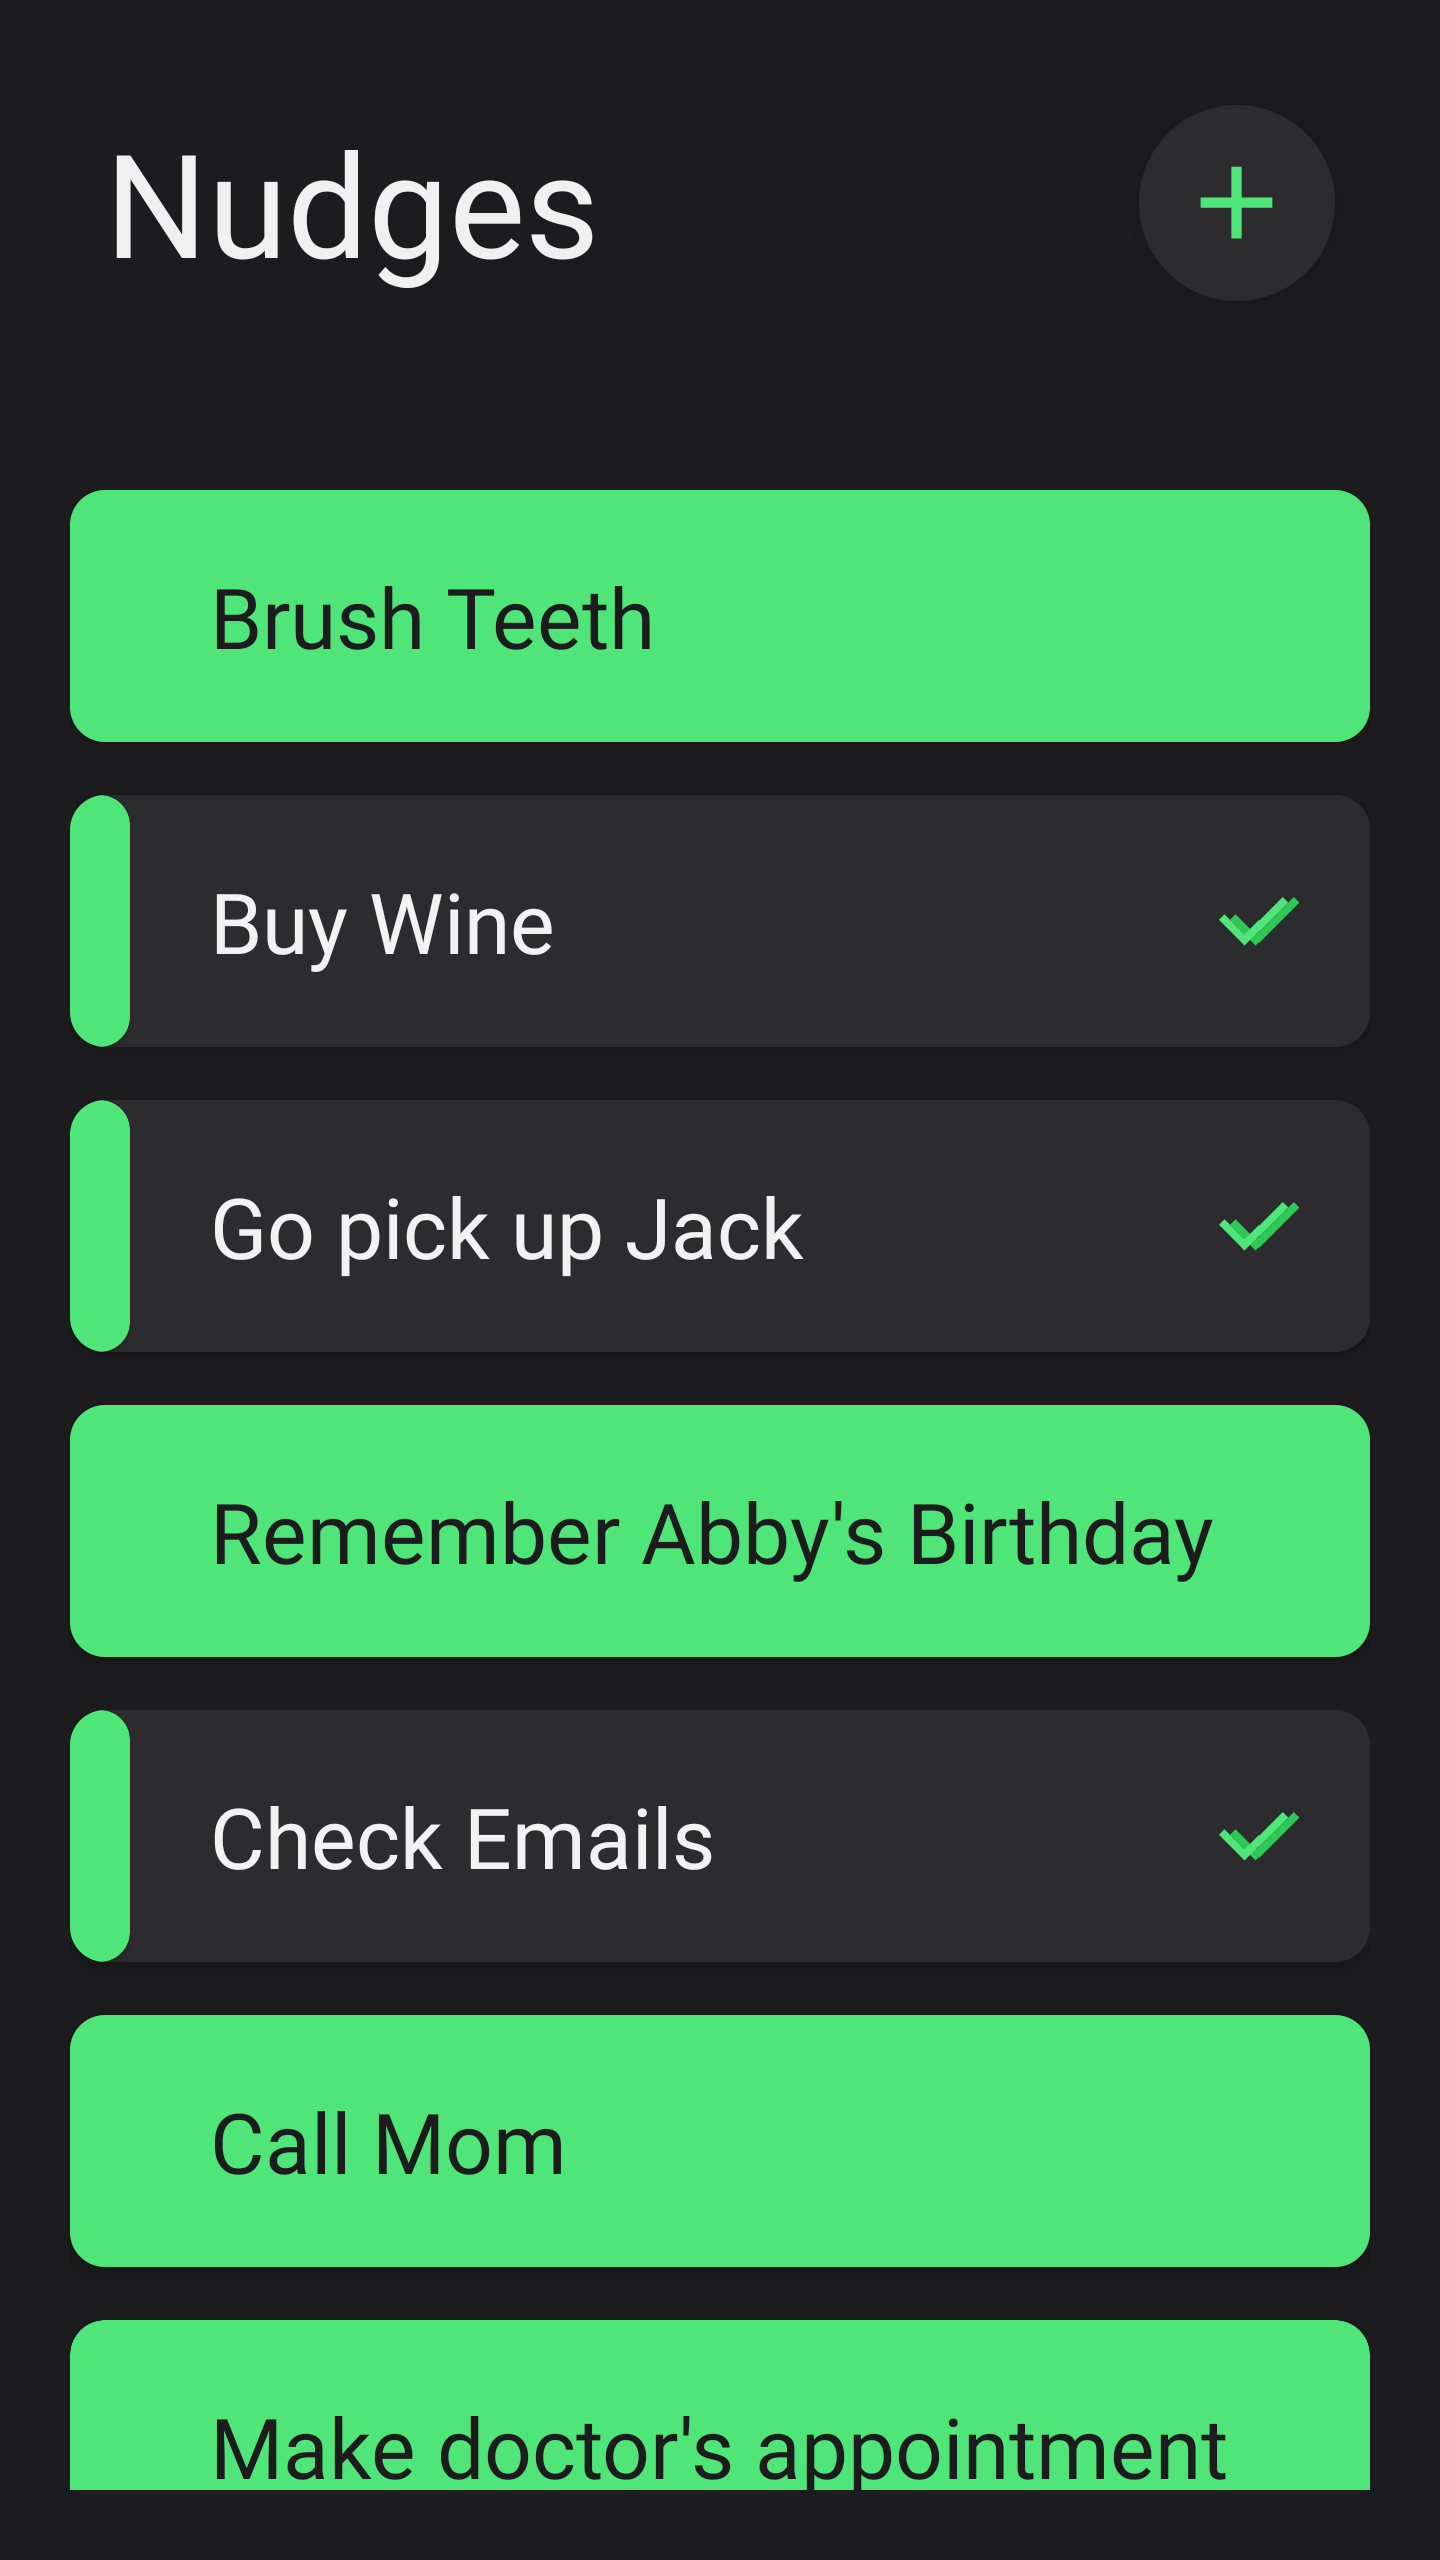 Nudges
Brush Teeth
Buy Wine
Go pick up Jack
Remember Abby's Birthday
Check Emails
Call Mom
Make doctor's appointment